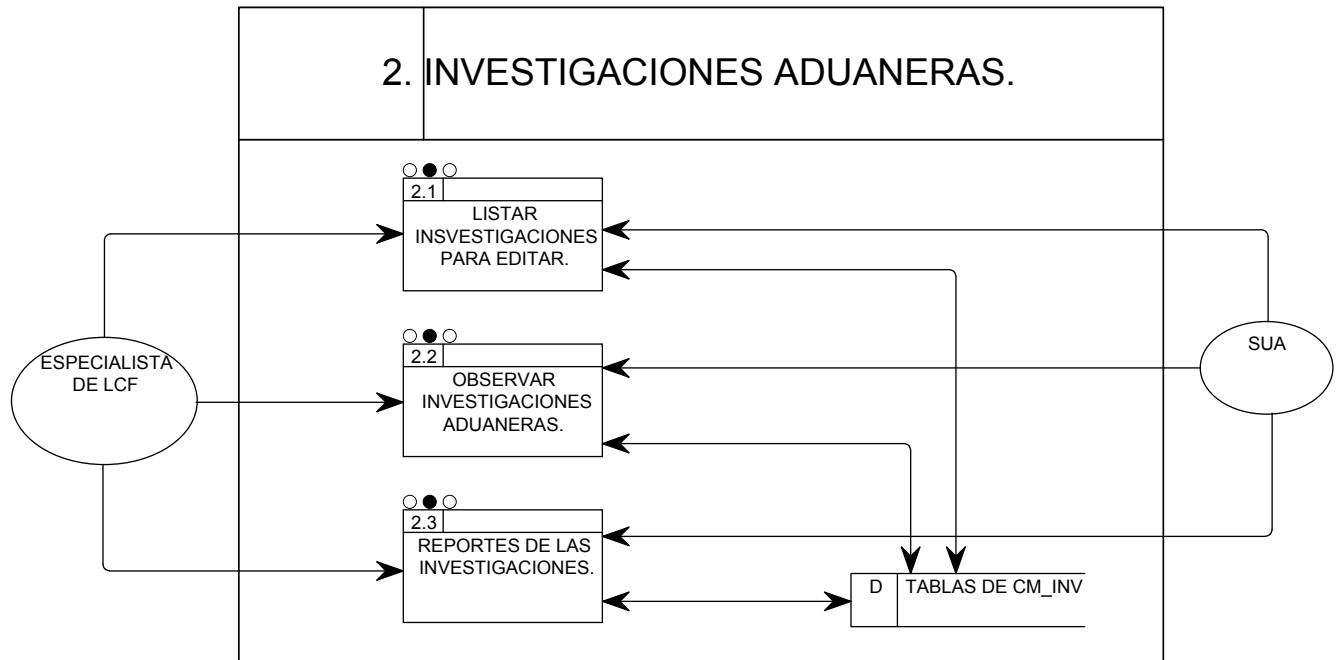 2. INVESTIGACIONES ADUANERAS.
2.1
LISTAR
INSVESTIGACIONES
PARA EDITAR.
ESPECIALISTA
DE LCF
SUA
2.2
OBSERVAR
INVESTIGACIONES
ADUANERAS.
2.3
REPORTES DE LAS
INVESTIGACIONES.
D
TABLAS DE CM_INV